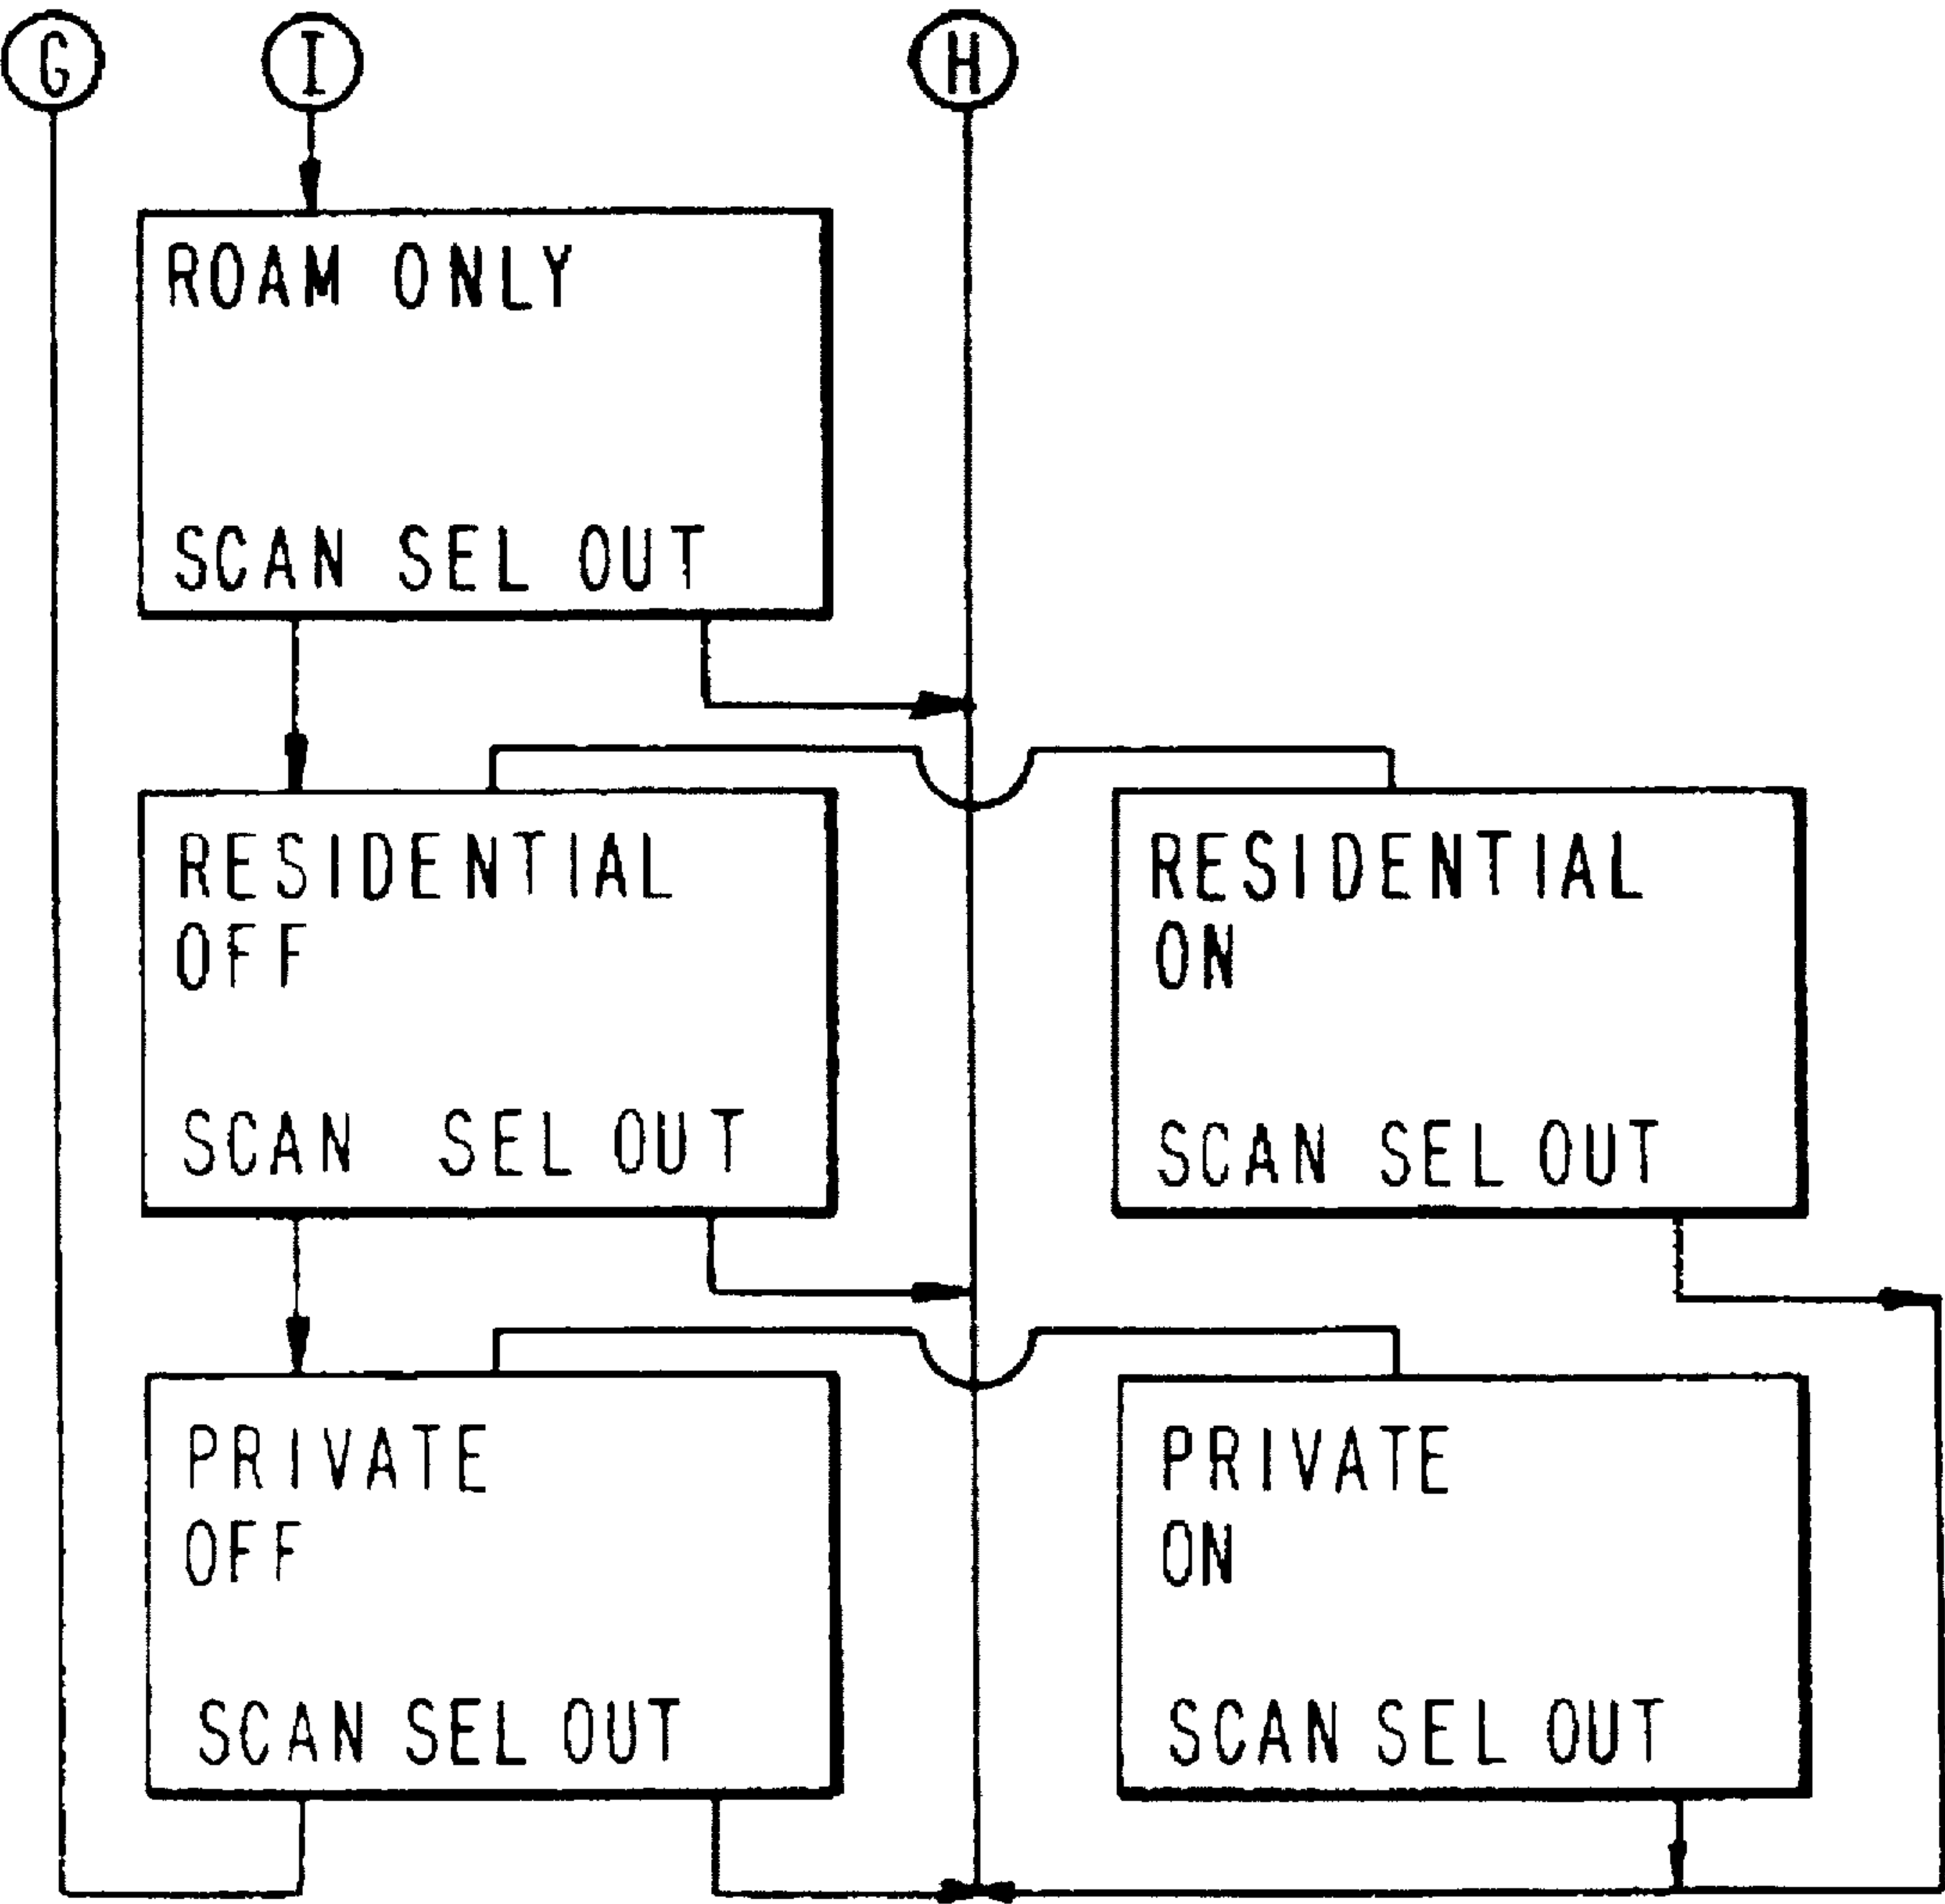 G I H
ROAM ONLY
SCAN SEL OUT
RESIDENTIAL
OFF
SCAN SEL OUT
RESIDENTIAL
ON
SCAN SEL OUT
PRIVATE
OFF
SCAN SEL OUT
PRIVATE
ON
SCAN SEL OUT